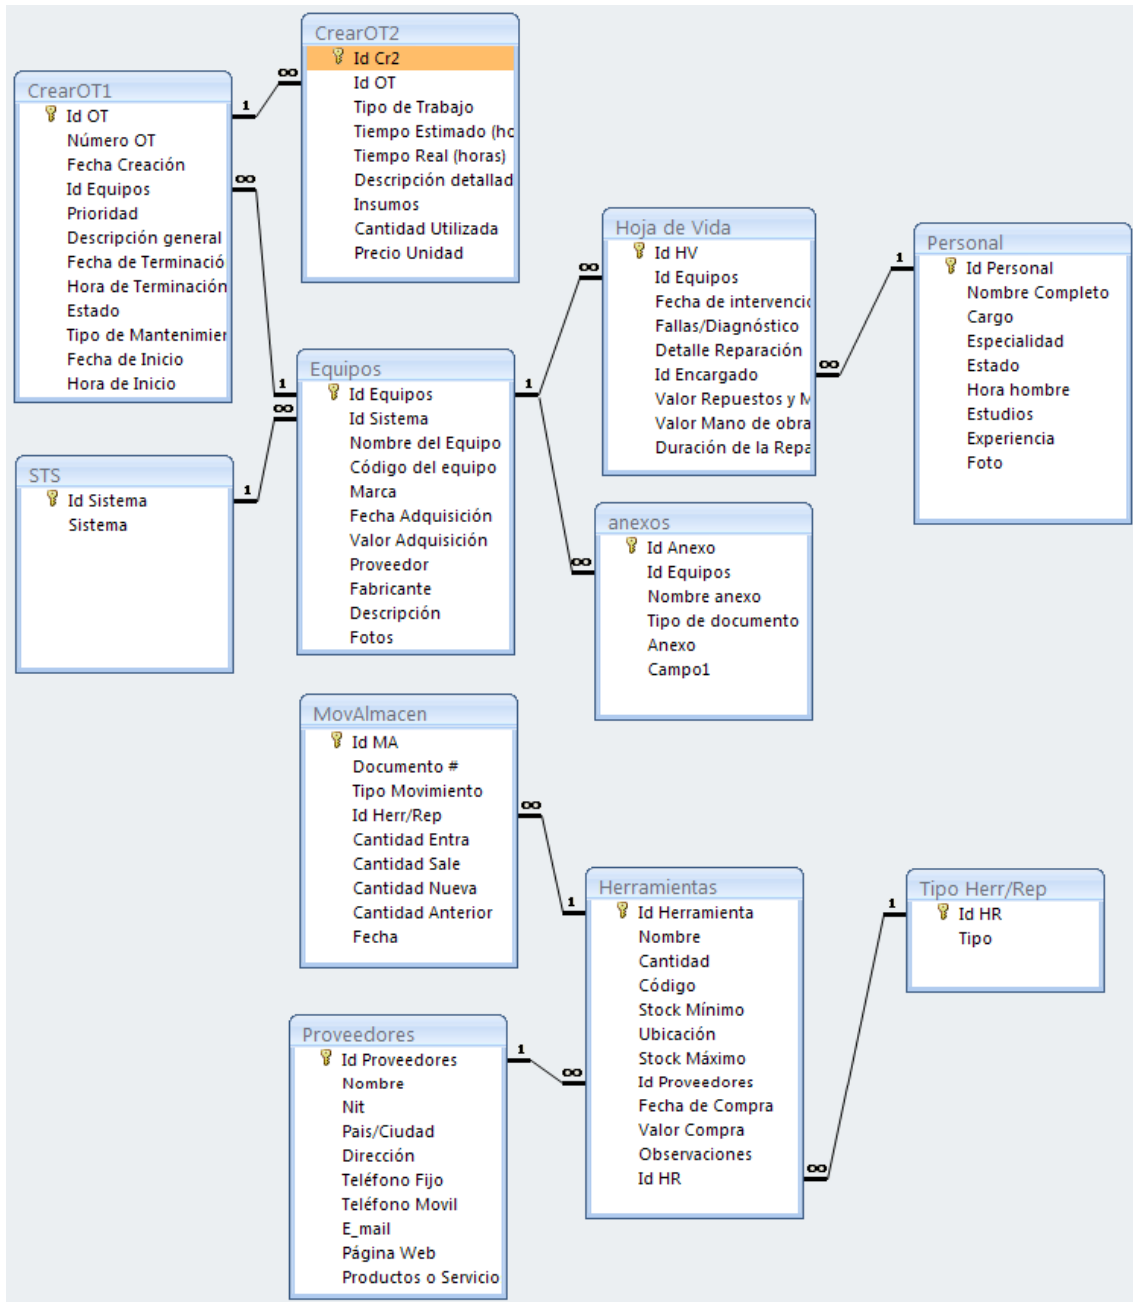 CrearOT2
Id Cr2
Id OT
Tipo de Trabajo
Tiempo Estimado (ho
Tiempo Real (horas)
Descripción detallad
Insumos
Cantidad Utilizada
Precio Unidad
CrearOT1
Id OT
Número OT
Fecha Creación
Id Equipos
Prioridad
Descripción general
Fecha de Terminació
Hora de Terminación
Estado
Tipo de Mantenimier
Fecha de Inicio
Hora de Inicio
1
∞
∞
1
∞
1
STS
Id Sistema
Sistema
Equipos
Id Equipos
Id Sistema
Nombre del Equipo
Código del equipo
Marca
Fecha Adquisición
Valor Adquisición
Proveedor
Fabricante
Descripción
Fotos
1
∞
∞
Hoja de Vida
Id HV
Id Equipos
Fecha de intervenció
Fallas/Diagnóstico
Detalle Reparación
Id Encargado
Valor Repuestos y M
Valor Mano de obra
Duración de la Repa
∞
1
Personal
Id Personal
Nombre Completo
Cargo
Especialidad
Estado
Hora hombre
Estudios
Experiencia
Foto
anexos
Id Anexo
Id Equipos
Nombre anexo
Tipo de documento
Anexo
Campo1
MovAlmacen
Id MA
Documento #
Tipo Movimiento
Id Herr/Rep
Cantidad Entra
Cantidad Sale
Cantidad Nueva
Cantidad Anterior
Fecha
∞
1
Herramientas
Id Herramienta
Nombre
Cantidad
Código
Stock Mínimo
Ubicación
Stock Máximo
Id Proveedores
Fecha de Compra
Valor Compra
Observaciones
Id HR
∞
1
Tipo Herr/Rep
Id HR
Tipo
Proveedores
Id Proveedores
Nombre
Nit
Pais/Ciudad
Dirección
Teléfono Fijo
Teléfono Movil
E_mail
Página Web
Productos o Servicio
1
∞